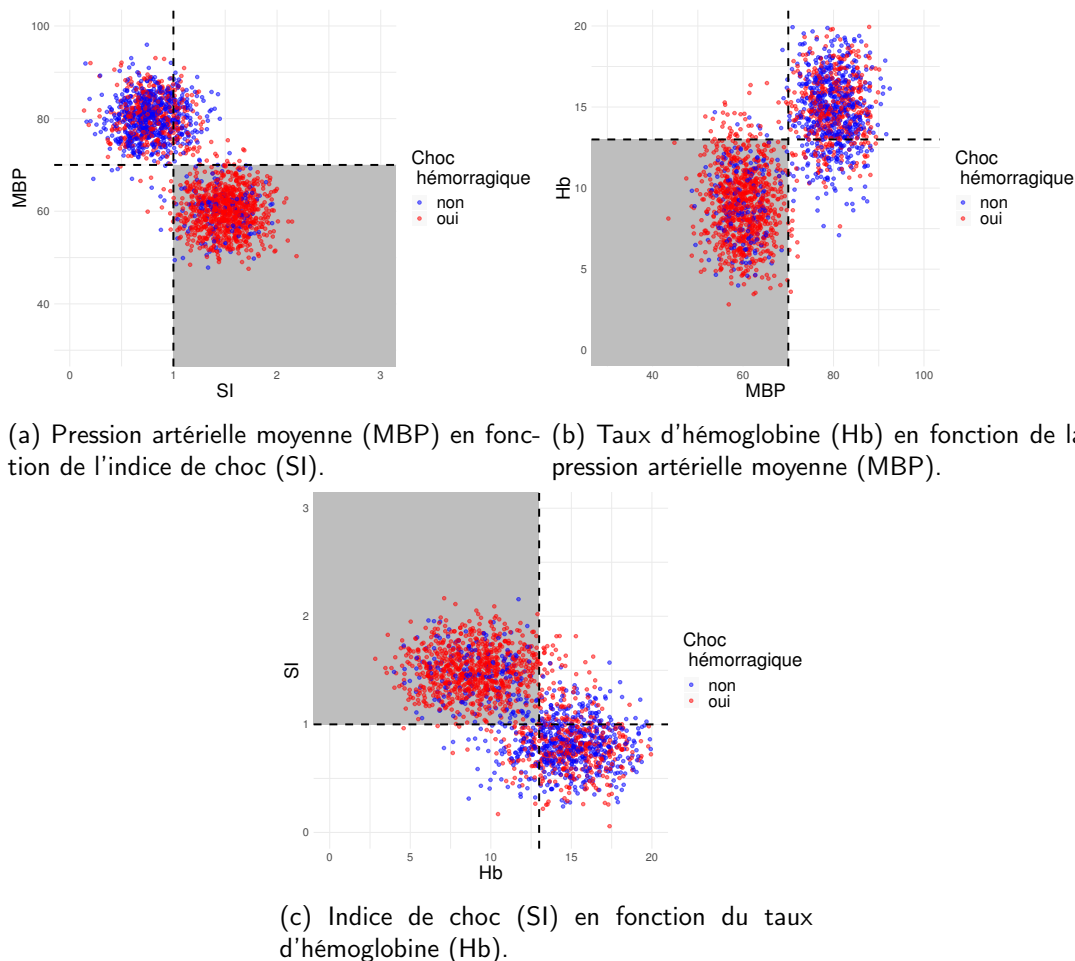 100
80
60
40
MBP
0
1
2
3
SI
Choc
hémorragique
non
oui
20
15
10
5
0
Hb
40
60
80
100
MBP
Choc
hémorragique
non
oui
(a) Pression artérielle moyenne (MBP) en fonc-
tion de l'indice de choc (SI).
(b) Taux d'hémoglobine (Hb) en fonction de la
pression artérielle moyenne (MBP).
3
2
1
0
SI
0
5
10
15
20
Hb
Choc
hémorragique
non
oui
(c) Indice de choc (SI) en fonction du taux
d'hémoglobine (Hb).